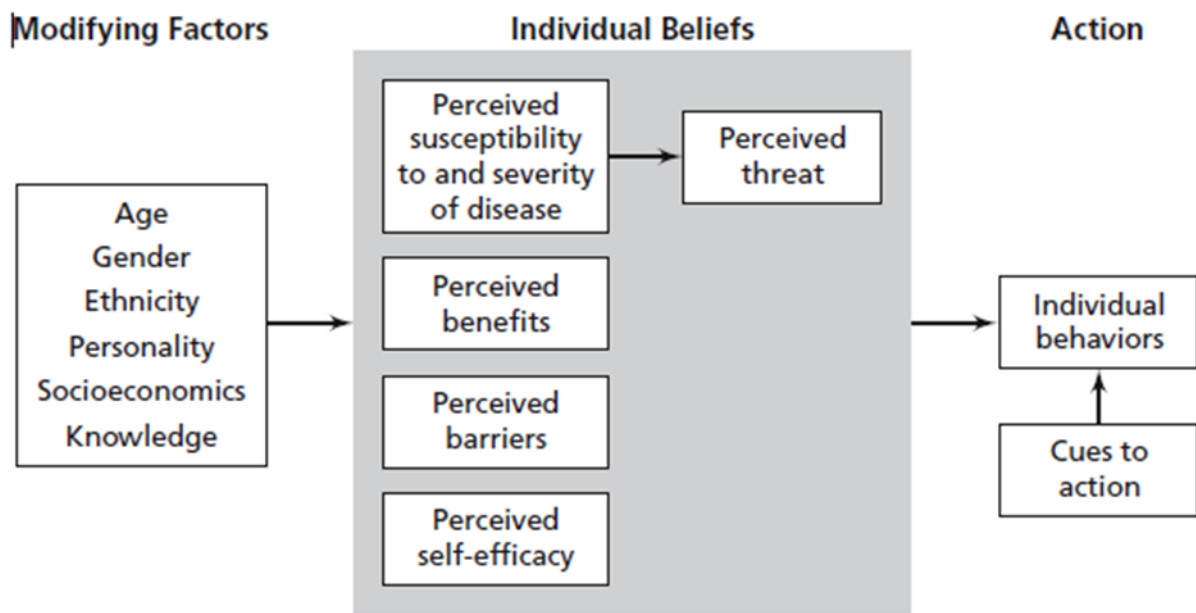 Modifying Factors
Individual Beliefs
Action
Age
Gender
Ethnicity
Personality
Socioeconomics
Knowledge
Perceived
susceptibility
to and severity
of disease
Perceived
threat
Perceived
benefits
Perceived
barriers
Perceived
self-efficacy
Individual
behaviors
Cues to
action